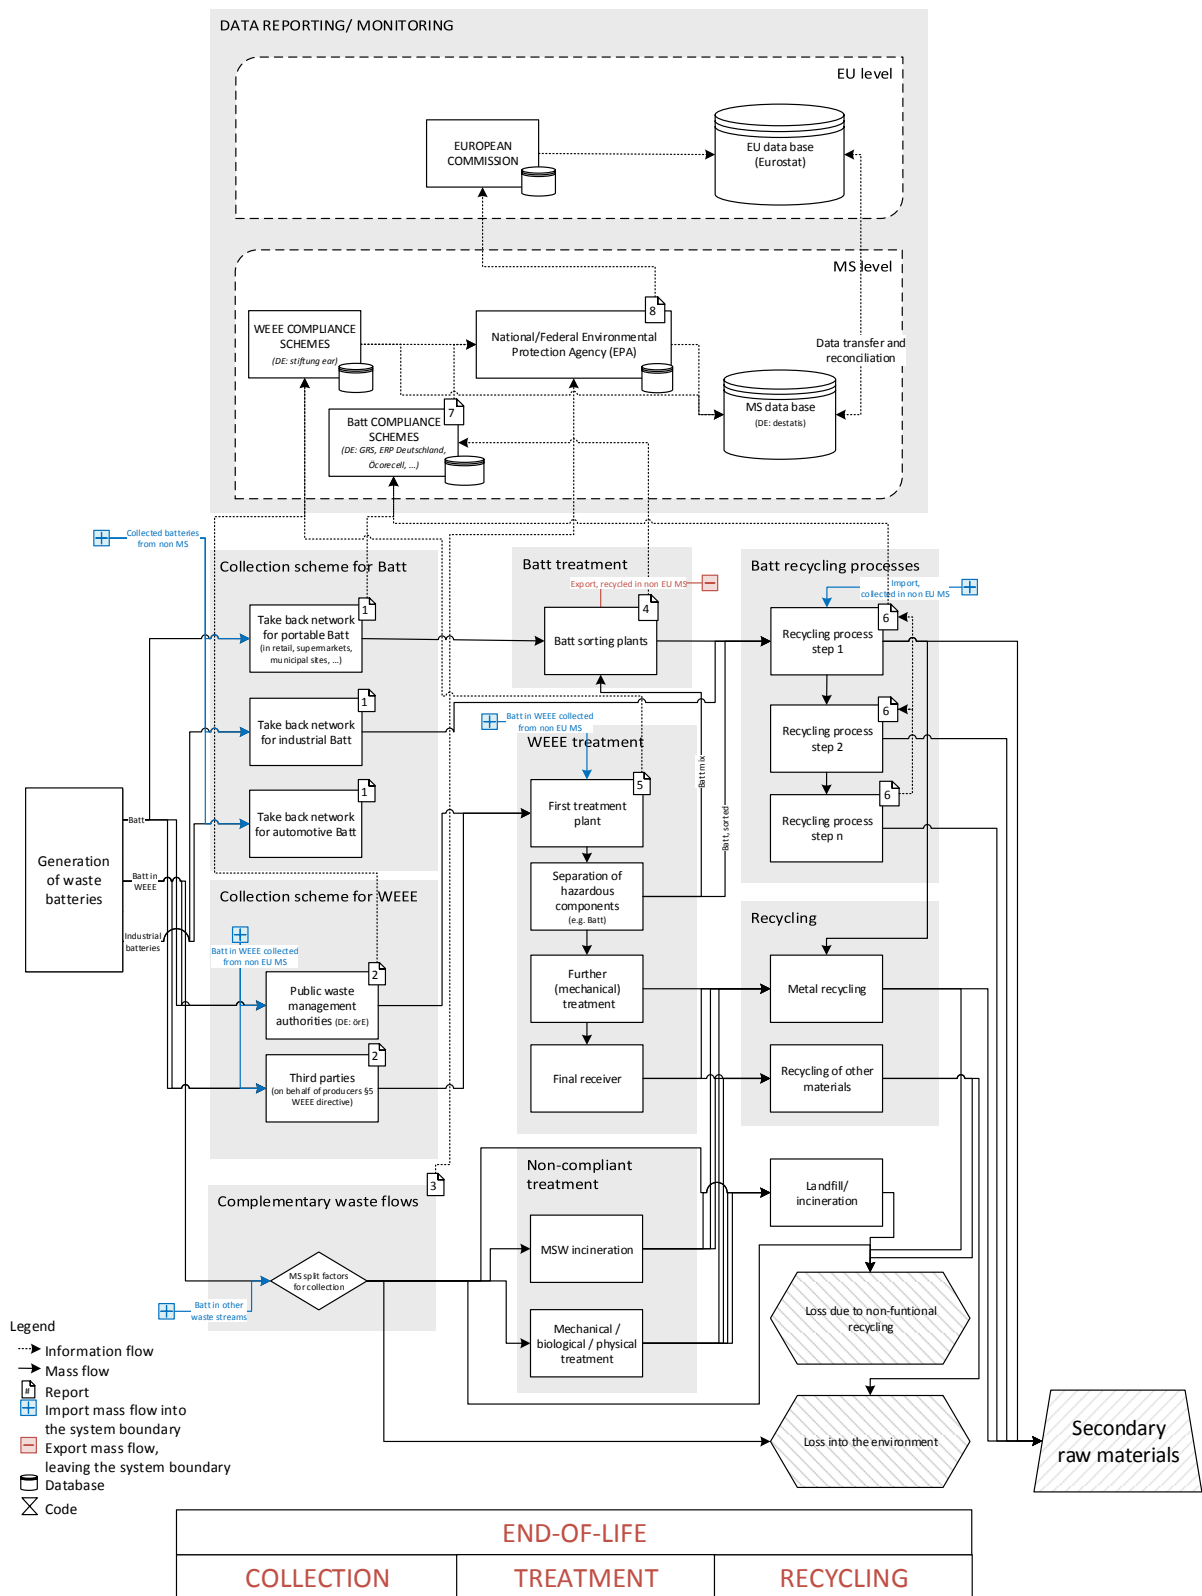 DATA REPORTING/ MONITORING
EU level
EUROPEAN
COMMISSION
EU data base
(Eurostat)
MS level
8
WEEE COMPLIANCE
SCHEMES
(DE: stiftung ear)
National/Federal Environmental
Protection Agency (EPA)
Data transfer and
reconciliation
MS data base
(DE: destatis)
7
Batt COMPLIANCE
SCHEMES
(DE: GRS, ERP Deutschland,
Öcorecell, ...)
Collected batteries
from non MS
Collection scheme for Batt
1
Take back network
for portable Batt
(in retail, supermarkets,
municipal sites, ...)
1
Take back network
for industrial Batt
1
Take back network
for automotive Batt
Batt treatment
Export, recycled in non EU MS
4
Batt sorting plants
Batt recycling processes
Import,
collected in non EU MS
6
Recycling process
step 1
6
Recycling process
step 2
6
Recycling process
step n
Batt in WEEE collected
from non EU MS
WEEE treatment
5
First treatment
plant
Separation of
hazardous
components
(e.g. Batt)
Further
(mechanical)
treatment
Final receiver
Batt mix
Batt, sorted
Generation
of waste
batteries
Batt
Batt in
WEEE
Industrial
batteries
Collection scheme for WEEE
Batt in WEEE collected
from non EU MS
2
Public waste
management
authorities (DE: örE)
2
Third parties
(on behalf of producers §5
WEEE directive)
Recycling
Metal recycling
Recycling of other
materials
Non-compliant
treatment
MSW incineration
Mechanical /
biological / physical
treatment
Landfill/
incineration
3
Complementary waste flows
MS split factors
for collection
Batt in other
waste streams
Loss due to non-funtional
recycling
Loss into the environment
Secondary
raw materials
Legend
Information flow
Mass flow
#
Report
Import mass flow into
the system boundary
Export mass flow,
leaving the system boundary
Database
Code
END-OF-LIFE
COLLECTION
TREATMENT
RECYCLING